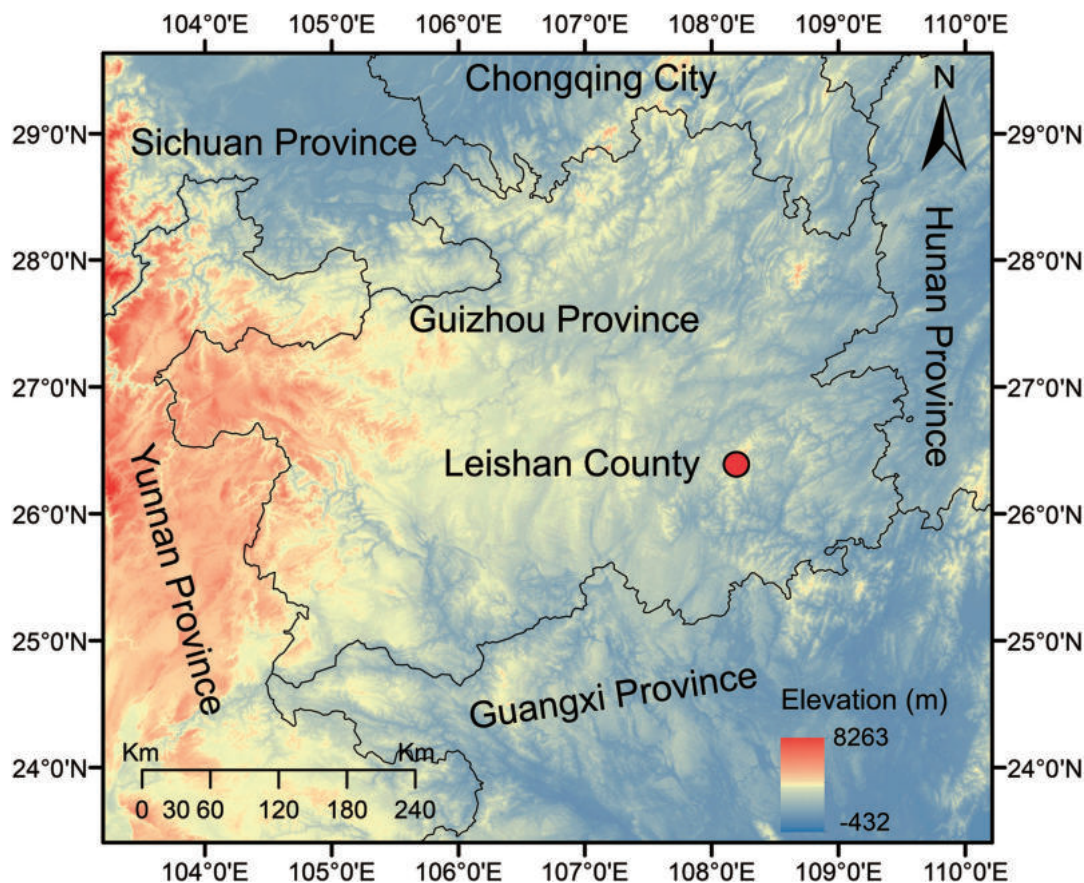 104°0'E 105°0'E 106°0'E 107°0'E 108°0'E 109°0'E 110°0'E
Chongqing City
N
29°0'N
29°0'N
Sichuan Province
Hunan Province
28°0'N
28°0'N
Guizhou Province
27°0'N
27°0'N
Leishan County
Yunnan Province
26°0'N
26°0'N
25°0'N
25°0'N
Guangxi Province
Elevation (m)
8263
-432
24°0'N
24°0'N
Km Km
0 30 60 120 180 240
104°0'E 105°0'E 106°0'E 107°0'E 108°0'E 109°0'E 110°0'E